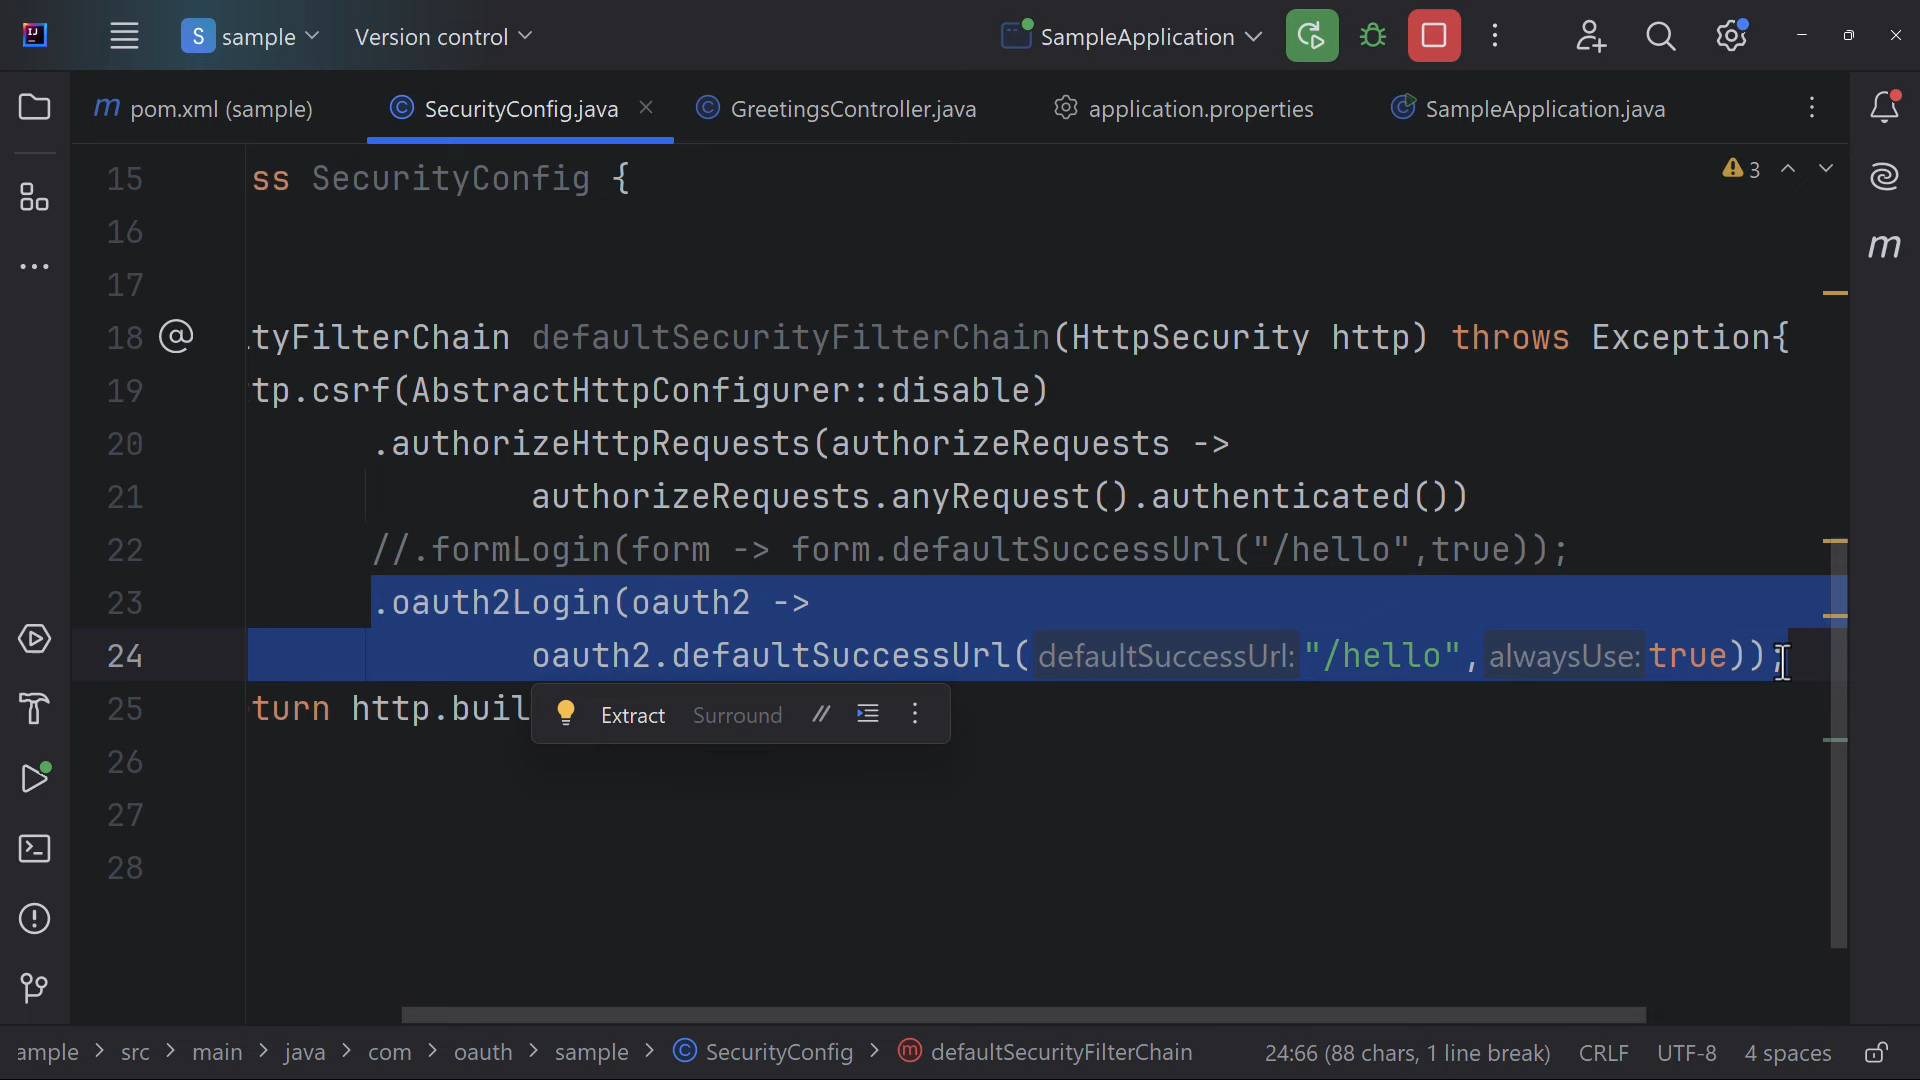 S sample Version control SampleApplication
pom.xml (sample) SecurityConfig.java GreetingsController.java application.properties SampleApplication.java
15 ss SecurityConfig { 3
16
17
18 tyFilterChain defaultSecurityFilterChain(HttpSecurity http) throws Exception{
19 tp.csrf(AbstractHttpConfigurer::disable)
20 .authorizeHttpRequests(authorizeRequests ->
21 authorizeRequests.anyRequest().authenticated())
22 //.formLogin(form -> form.defaultSuccessUrl("/hello",true));
23 .oauth2Login(oauth2 ->
24 oauth2.defaultSuccessUrl( defaultSuccessUrl: "/hello", alwaysUse: true));
25 turn http.buil
Extract Surround //
26
27
28
ample > src > main > java > com > oauth > sample > SecurityConfig > defaultSecurityFilterChain 24:66 (88 chars, 1 line break) CRLF UTF-8 4 spaces